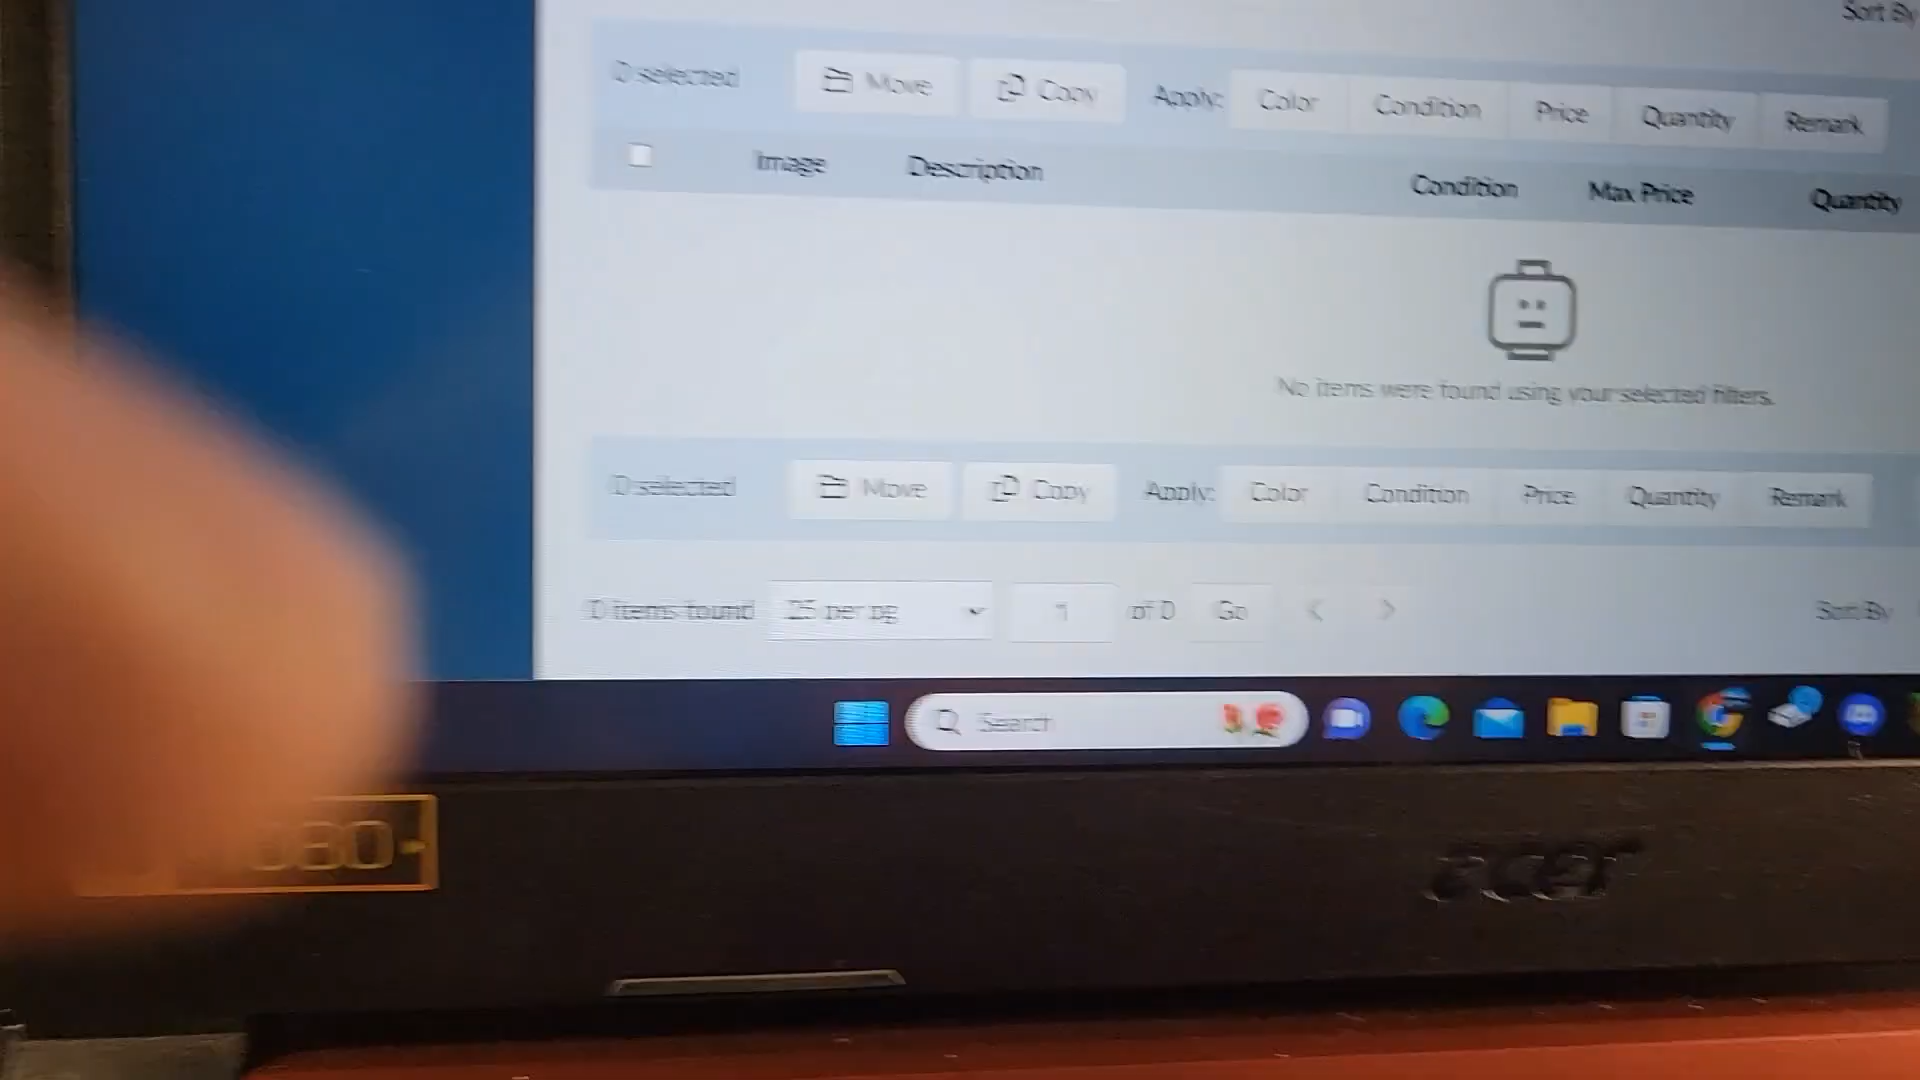 Sort By
0 selected Move Copy Apply: Color Condition Price Quantity Remark
Image Description Condition Max Price Quantity
No items were found using your selected filters.
0 selected Move Copy Apply: Color Condition Price Quantity Remark
0 items found 25 per pg 1 of 0 Go Sort By
Search
acer